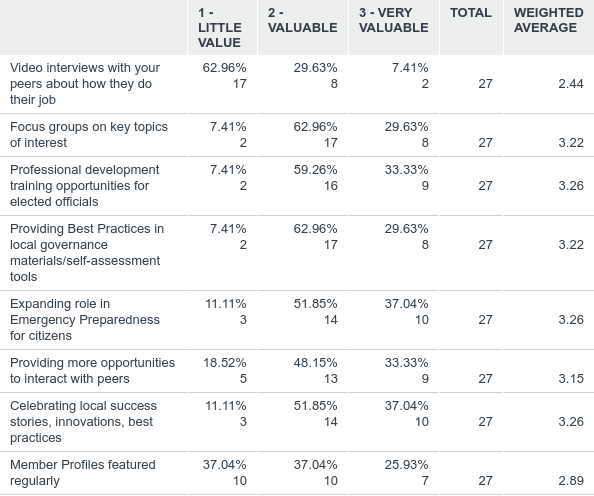 1 - LITTLE VALUE 2 - VALUABLE 3 - VERY VALUABLE TOTAL WEIGHTED AVERAGE
Video interviews with your peers about how they do their job 62.96% 17 29.63% 8 7.41% 2 27 2.44
Focus groups on key topics of interest 7.41% 2 62.96% 17 29.63% 8 27 3.22
Professional development training opportunities for elected officials 7.41% 2 59.26% 16 33.33% 9 27 3.26
Providing Best Practices in local governance materials/self-assessment tools 7.41% 2 62.96% 17 29.63% 8 27 3.22
Expanding role in Emergency Preparedness for citizens 11.11% 3 51.85% 14 37.04% 10 27 3.26
Providing more opportunities to interact with peers 18.52% 5 48.15% 13 33.33% 9 27 3.15
Celebrating local success stories, innovations, best practices 11.11% 3 51.85% 14 37.04% 10 27 3.26
Member Profiles featured regularly 37.04% 10 37.04% 10 25.93% 7 27 2.89